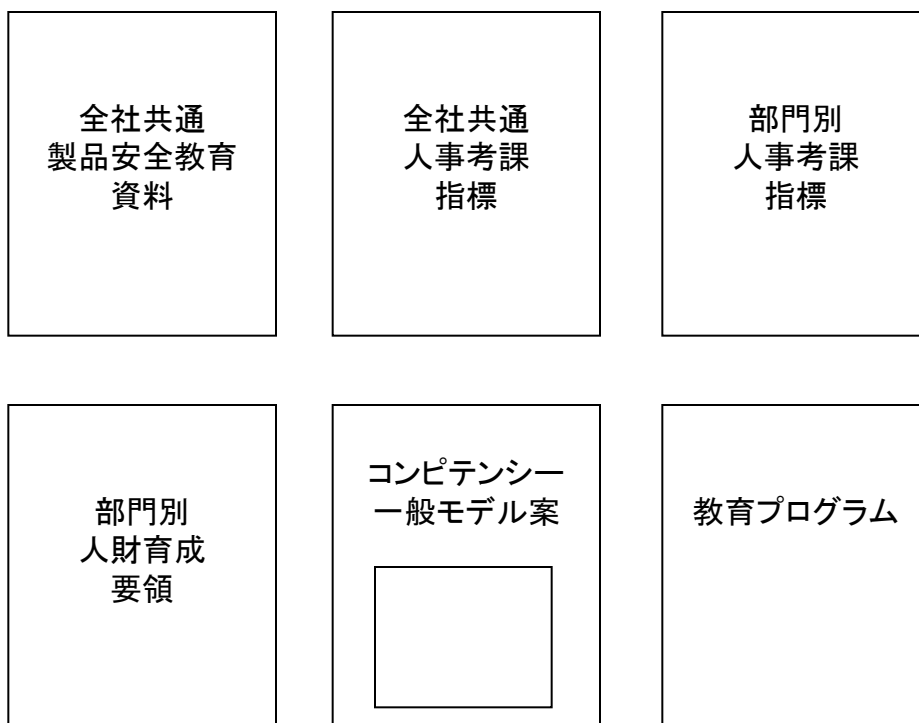 全社共通
製品安全教育
資料
全社共通
人事考課
指標
部門別
人事考課
指標
部門別
人財育成
要領
コンピテンシー
一般モデル案
教育プログラム